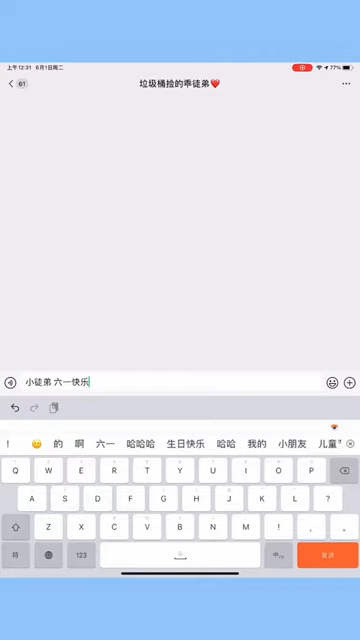 上午12:31 6月1日周二 77%
61 垃圾桶捡的乖徒弟❤️ ···
小徒弟 六一快乐
！ 的 啊 六一 哈哈哈 生日快乐 哈哈 我的 小朋友 儿童节
Q W E R T Y U I O P
A S D F G H J K L ？
Z X C V B N M ！ ， 。
符 123 中 发送